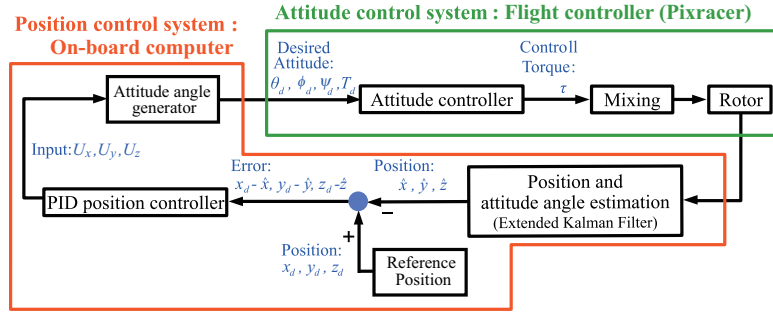 Position control system :
On-board computer
Attitude control system : Flight controller (Pixracer)
Desired
Attitude:
θd , ϕd , ψd , Td
Controll
Torque:
τ
Attitude angle
generator
Attitude controller
Mixing
Rotor
Input:Ux,Uy,Uz
Error:
xd- x̂, yd- ŷ, zd-ẑ
Position:
x̂ , ŷ , ẑ
Position and
attitude angle estimation
(Extended Kalman Filter)
PID position controller
−
+
Position:
xd , yd , zd
Reference
Position